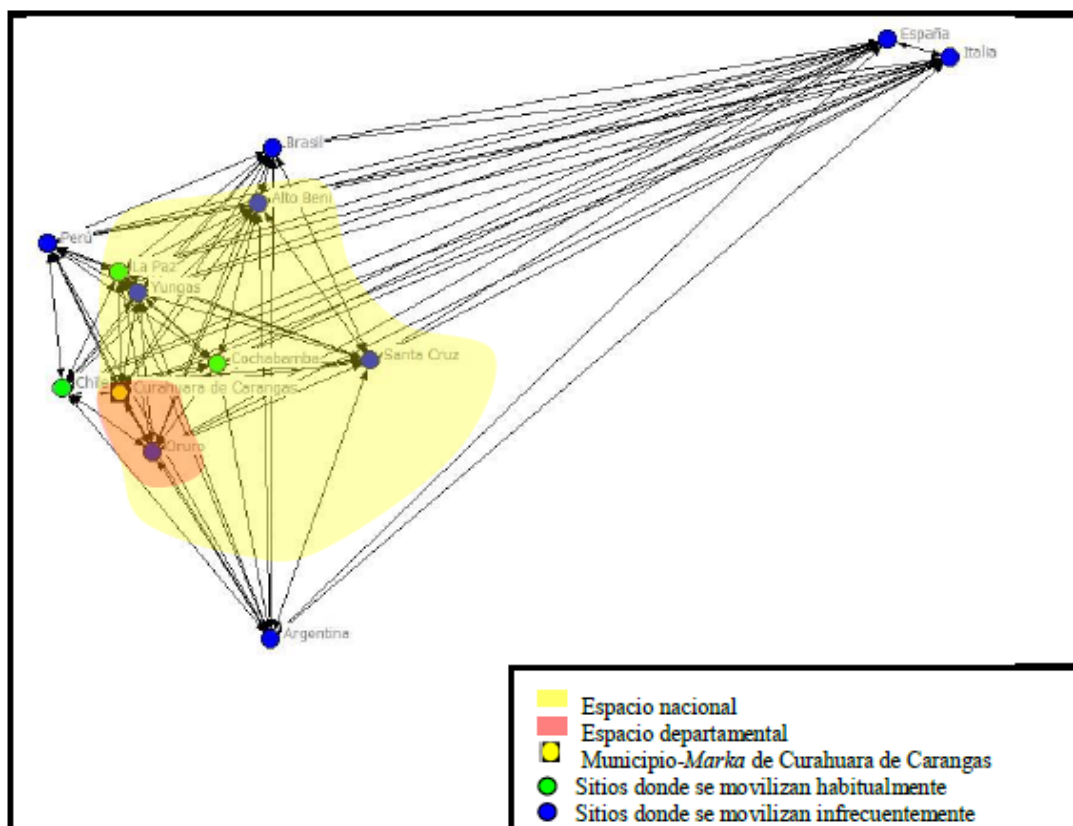 España
Italia
Brasil
Alto Beni
Perú
La Paz
Yungas
Cochabamba
Santa Cruz
Chile
Curahuara de Carangas
Oruro
Argentina
Espacio nacional
Espacio departamental
Municipio-Marka de Curahuara de Carangas
Sitios donde se movilizan habitualmente
Sitios donde se movilizan infrecuentemente